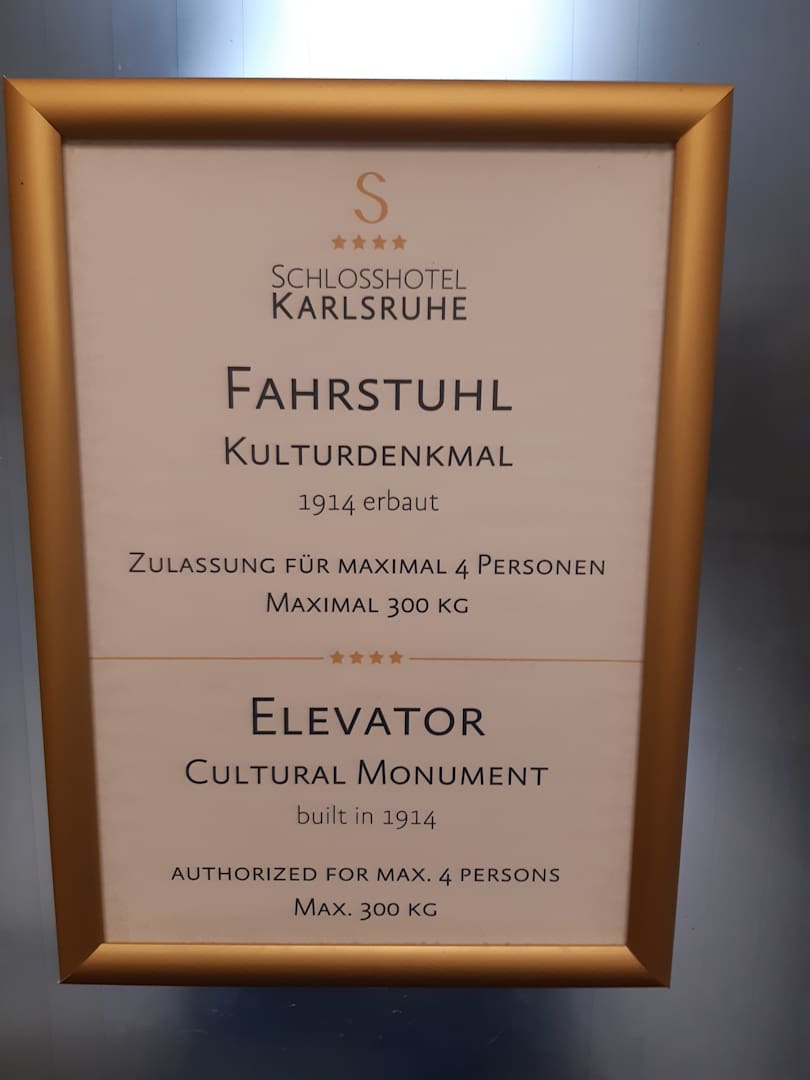 S
★★★★
SCHLOSSHOTEL
KARLSRUHE
FAHRSTUHL
KULTURDENKMAL
1914 erbaut
ZULASSUNG FÜR MAXIMAL 4 PERSONEN
MAXIMAL 300 KG
★★★★
ELEVATOR
CULTURAL MONUMENT
built in 1914
AUTHORIZED FOR MAX. 4 PERSONS
MAX. 300 KG